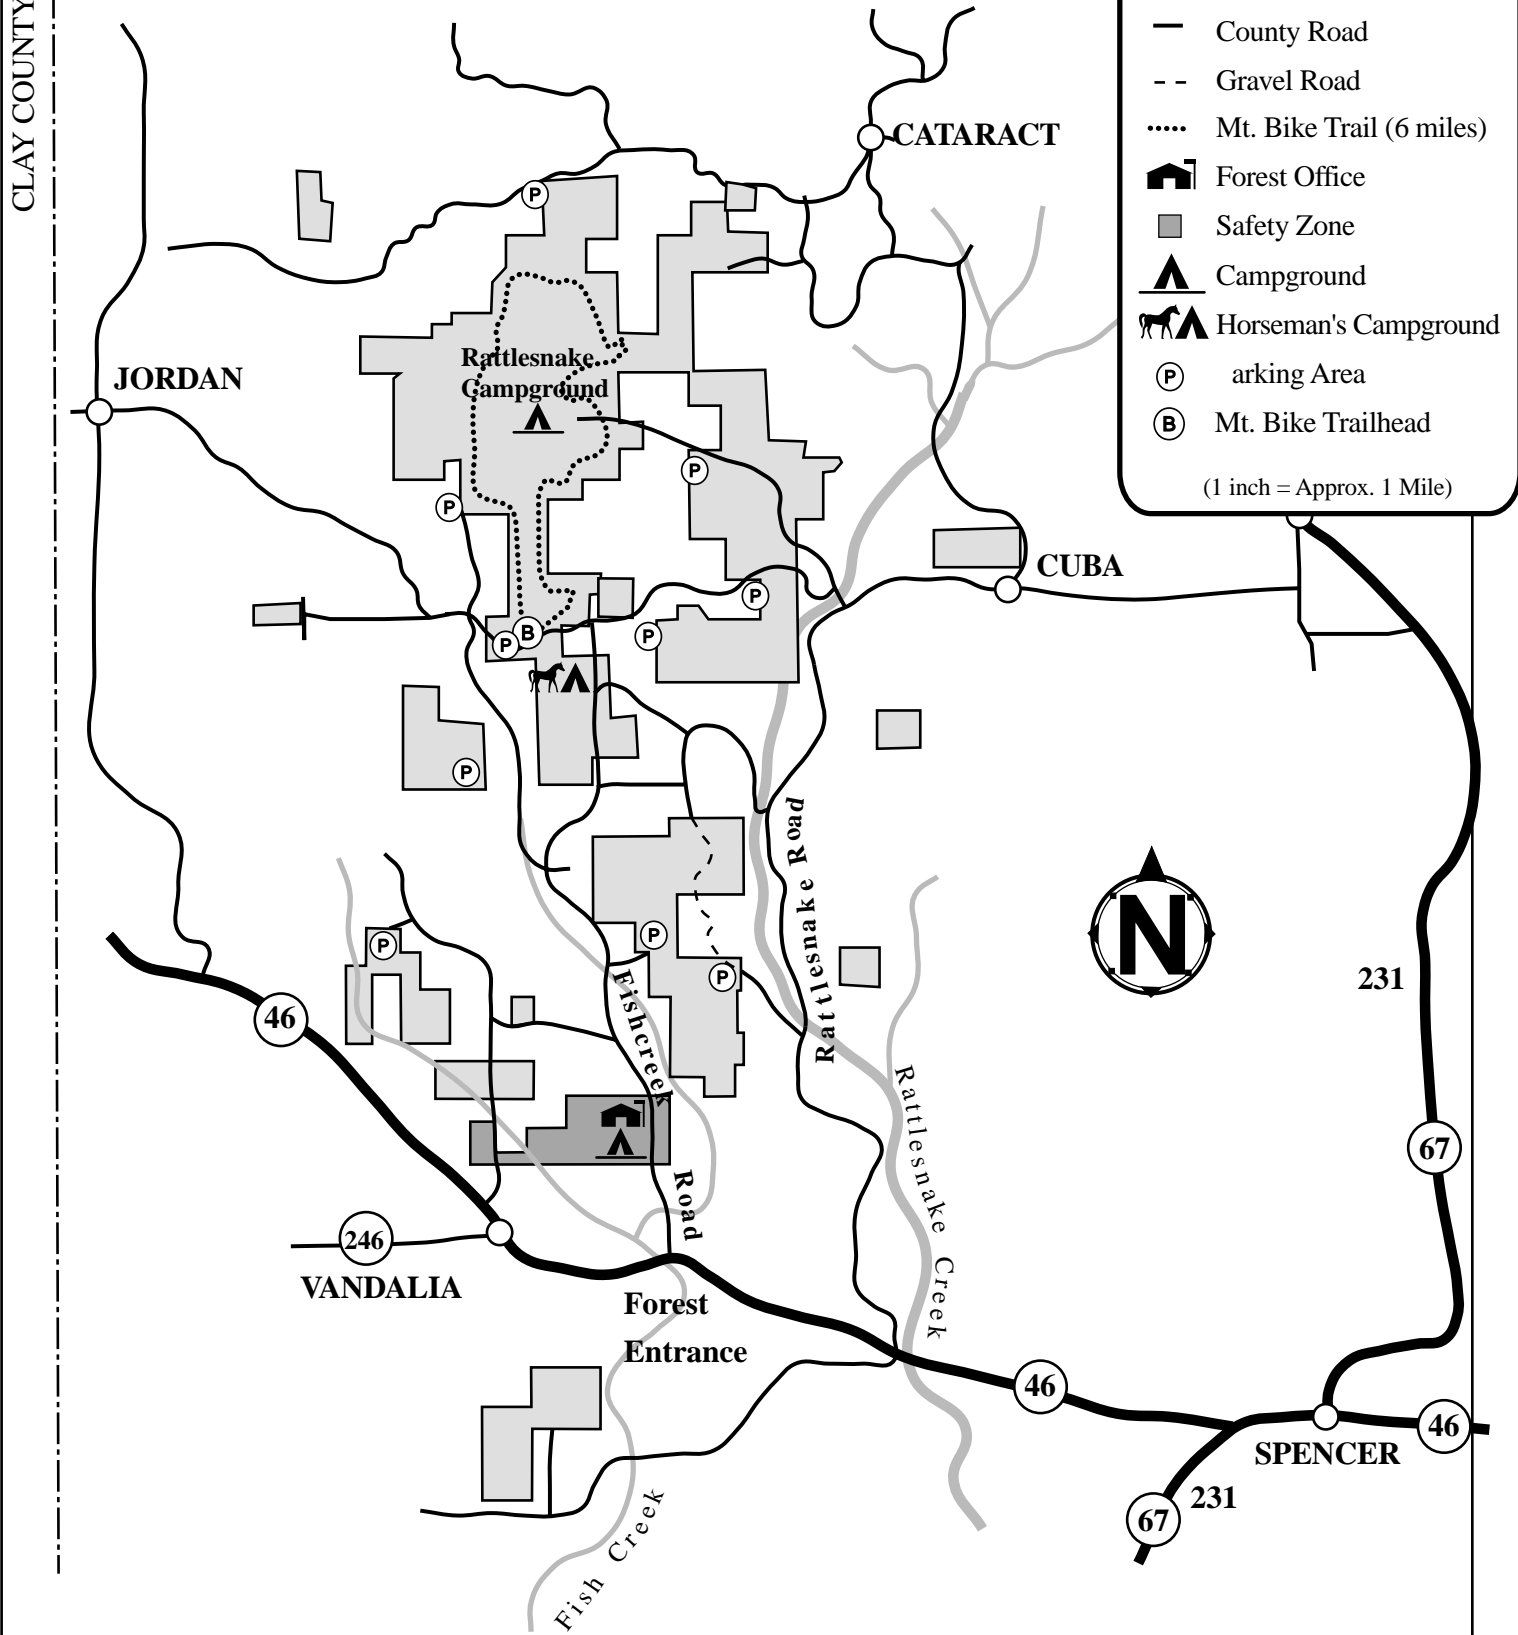 CLAY COUNTY
County Road
Gravel Road
Mt. Bike Trail (6 miles)
Forest Office
Safety Zone
Campground
Horseman's Campground
P arking Area
B Mt. Bike Trailhead
(1 inch = Approx. 1 Mile)
CATARACT
P
Rattlesnake
Campground
JORDAN
P
P
CUBA
P
P
B
P
P
Rattlesnake Road
N
P
P
P
231
46
Fishcreek
Road
Rattlesnake Creek
67
246
VANDALIA
Forest
Entrance
46
46
SPENCER
231
67
Fish Creek